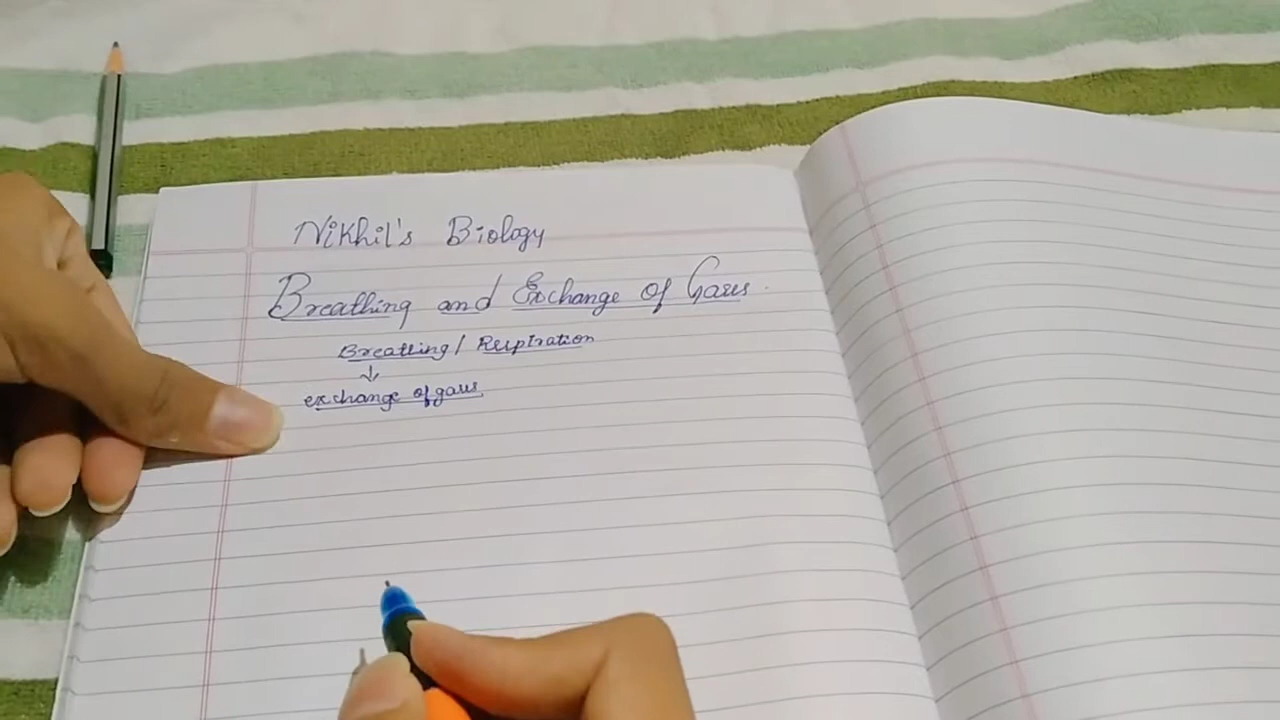 Nikhil's Biology
Breathing and Exchange of Gases.
Breathing / Respiration
↓
exchange of gases